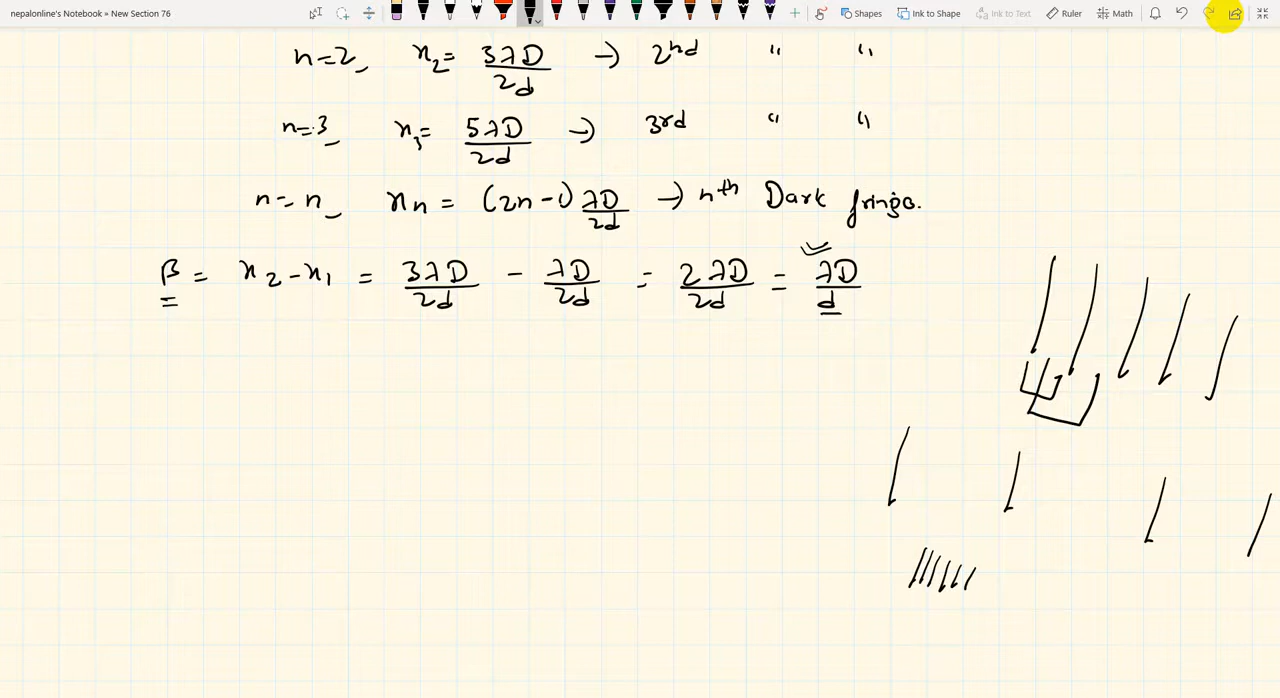 nepalonline's Notebook » New Section 76
Shapes Ink to Shape Ink to Text Ruler Math
n=2, x₂= 3λD/2d → 2nd " "
n=3, x₃= 5λD/2d → 3rd " "
n=n, xn = (2n-1) λD/2d → nth Dark fringe.
β = x₂-x₁ = 3λD/2d - λD/2d = 2λD/2d = λD/d